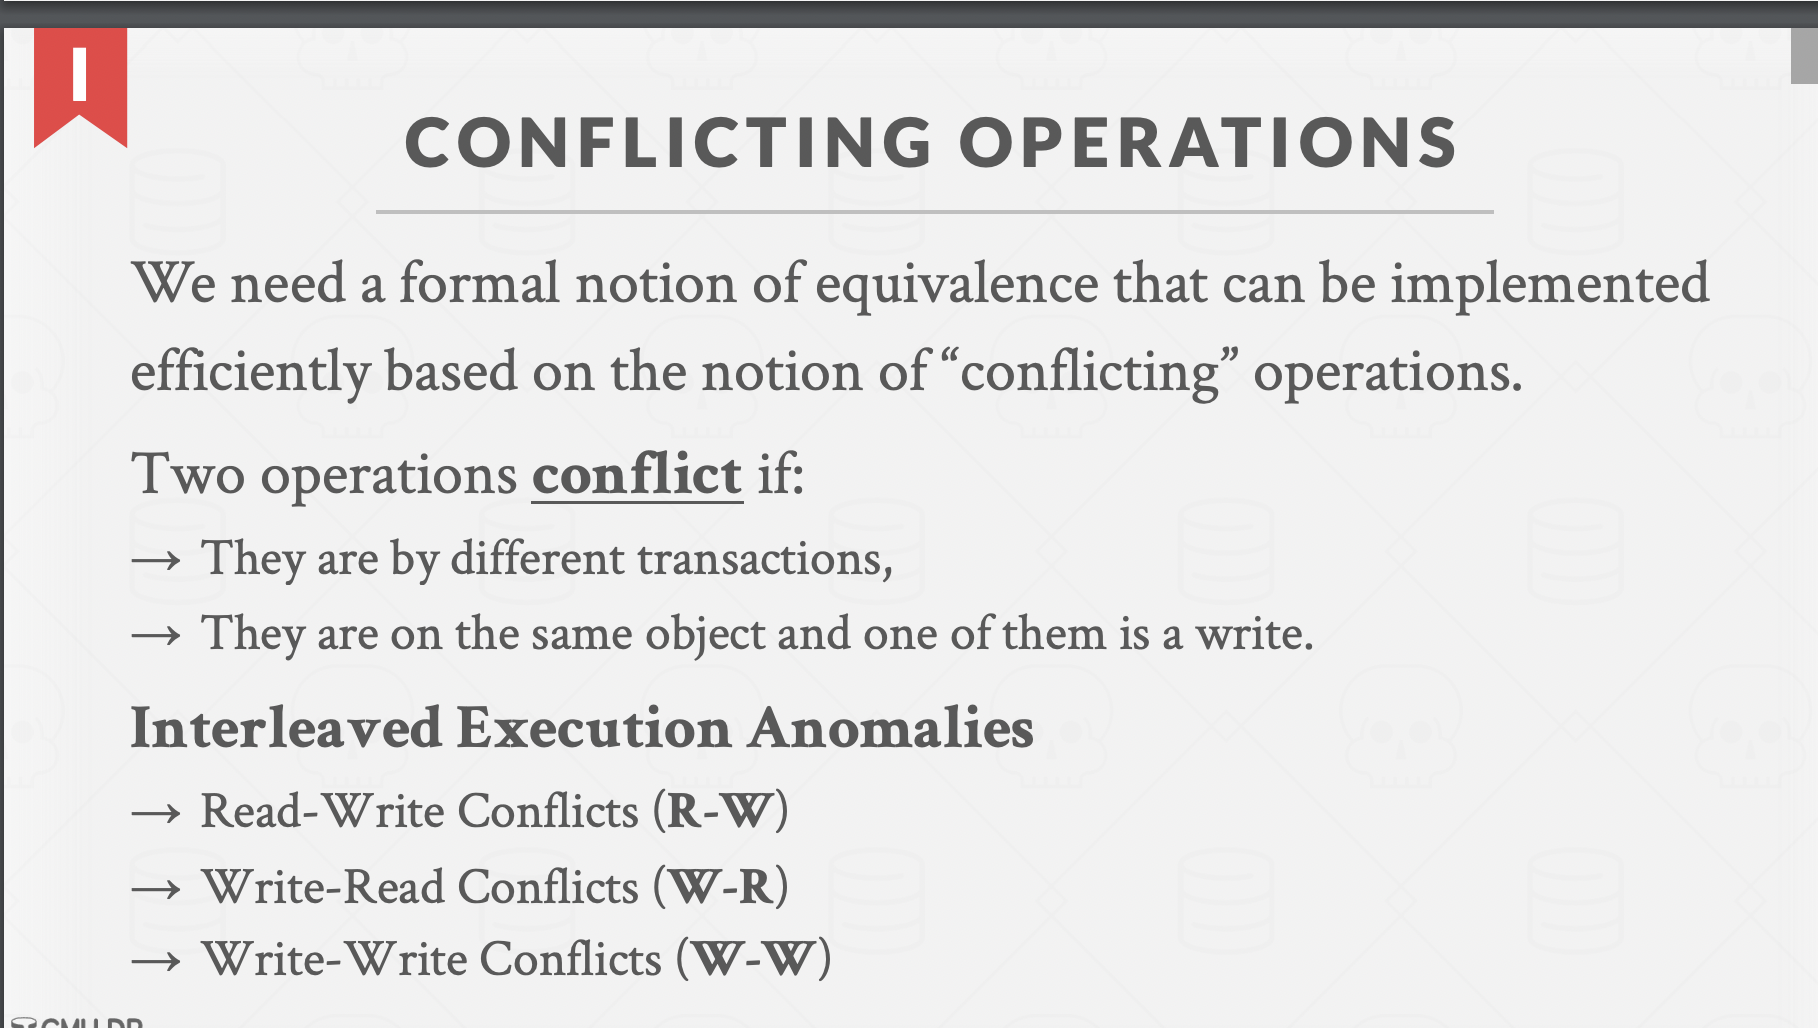 I
CONFLICTING OPERATIONS
We need a formal notion of equivalence that can be implemented
efficiently based on the notion of “conflicting” operations.
Two operations conflict if:
→ They are by different transactions,
→ They are on the same object and one of them is a write.
Interleaved Execution Anomalies
→ Read-Write Conflicts (R-W)
→ Write-Read Conflicts (W-R)
→ Write-Write Conflicts (W-W)